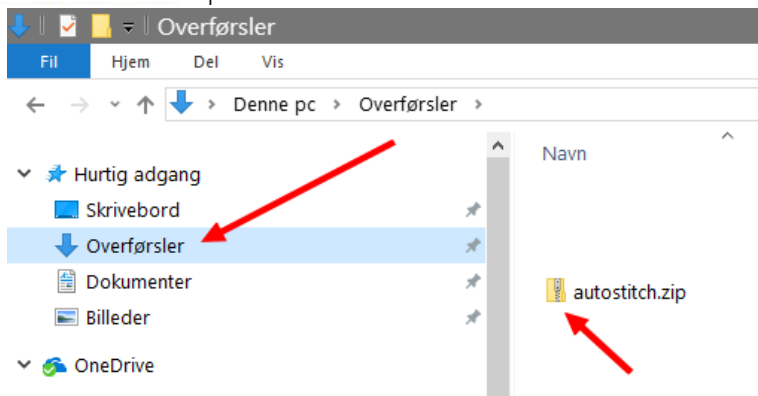 Overførsler
Fil Hjem Del Vis
Denne pc > Overførsler >
Navn
Hurtig adgang
Skrivebord
Overførsler
Dokumenter
autostitch.zip
Billeder
OneDrive